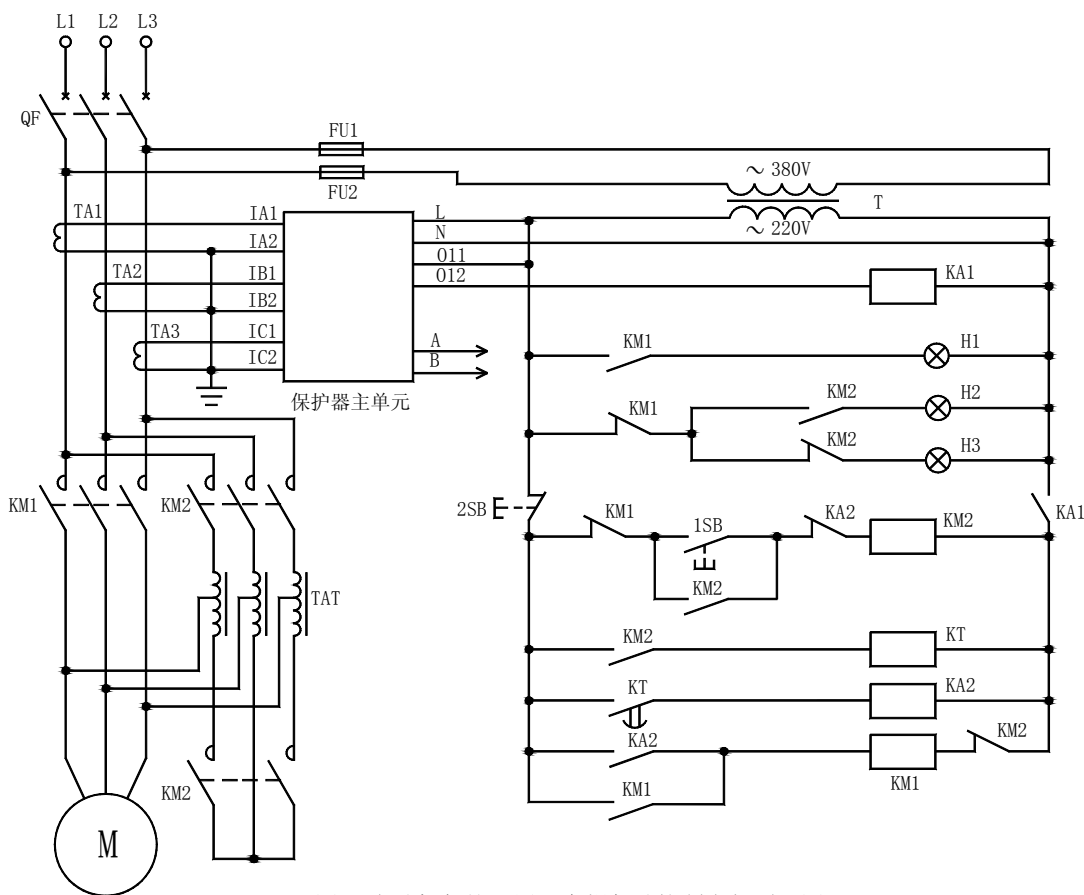 L1 L2 L3
QF
FU1
FU2
～380V
T
～220V
TA1
IA1
IA2
TA2
IB1
IB2
TA3
IC1
IC2
L
N
O11
O12
A
B
保护器主单元
KA1
KM1
H1
KM1
KM2
H2
KM2
H3
KM1
KM2
2SB
KM1
1SB
KA2
KM2
KA1
KM2
TAT
KM2
KT
KT
KA2
KA2
KM2
KM1
KM1
KM2
M